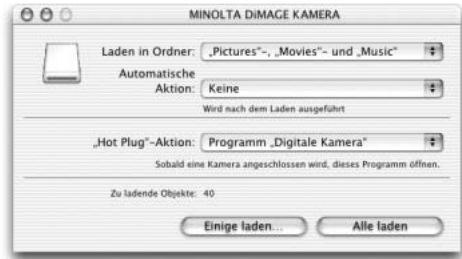 MINOLTA DiMAGE KAMERA
Laden in Ordner: „Pictures"-, „Movies"- und „Music"
Automatische
Aktion: Keine
Wird nach dem Laden ausgeführt
„Hot Plug"-Aktion: Programm „Digitale Kamera"
Sobald eine Kamera angeschlossen wird, dieses Programm öffnen.
Zu ladende Objekte: 40
Einige laden... Alle laden